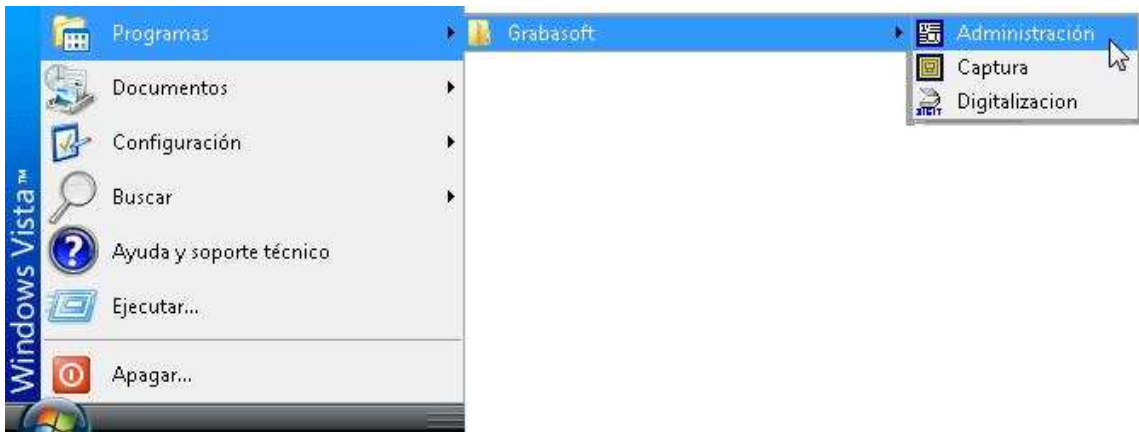 Programas
Grabasoft
Administración
Documentos
Captura
Digitalizacion
Configuración
Buscar
Ayuda y soporte técnico
Ejecutar...
Apagar...
Windows Vista™